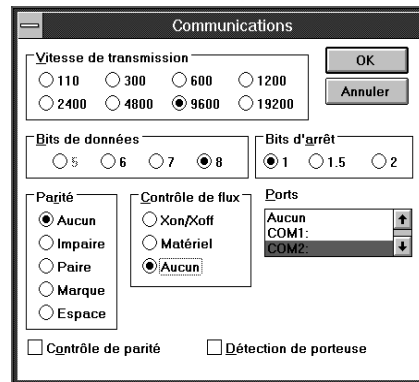 Communications
Vitesse de transmission
110 300 600 1200
2400 4800 9600 19200
OK
Annuler
Bits de données
5 6 7 8
Bits d'arrêt
1 1.5 2
Parité
Aucun
Impaire
Paire
Marque
Espace
Contrôle de flux
Xon/Xoff
Matériel
Aucun
Ports
Aucun
COM1:
COM2:
Contrôle de parité
Détection de porteuse